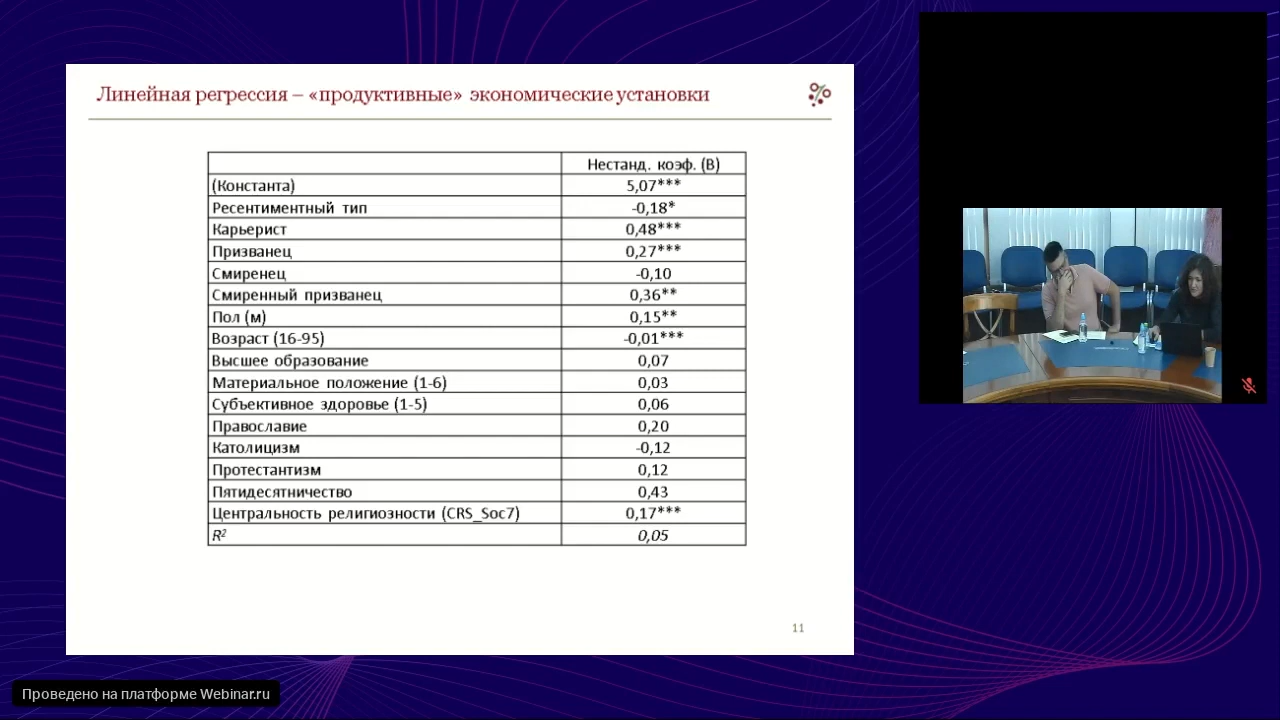 Линейная регрессия – «продуктивные» экономические установки
Нестанд. коэф. (B)
(Константа) 5,07***
Ресентиментный тип -0,18*
Карьерист 0,48***
Призванец 0,27***
Смиренец -0,10
Смиренный призванец 0,36**
Пол (м) 0,15**
Возраст (16-95) -0,01***
Высшее образование 0,07
Материальное положение (1-6) 0,03
Субъективное здоровье (1-5) 0,06
Православие 0,20
Католицизм -0,12
Протестантизм 0,12
Пятидесятничество 0,43
Центральность религиозности (CRS_Soc7) 0,17***
R² 0,05
11
Проведено на платформе Webinar.ru